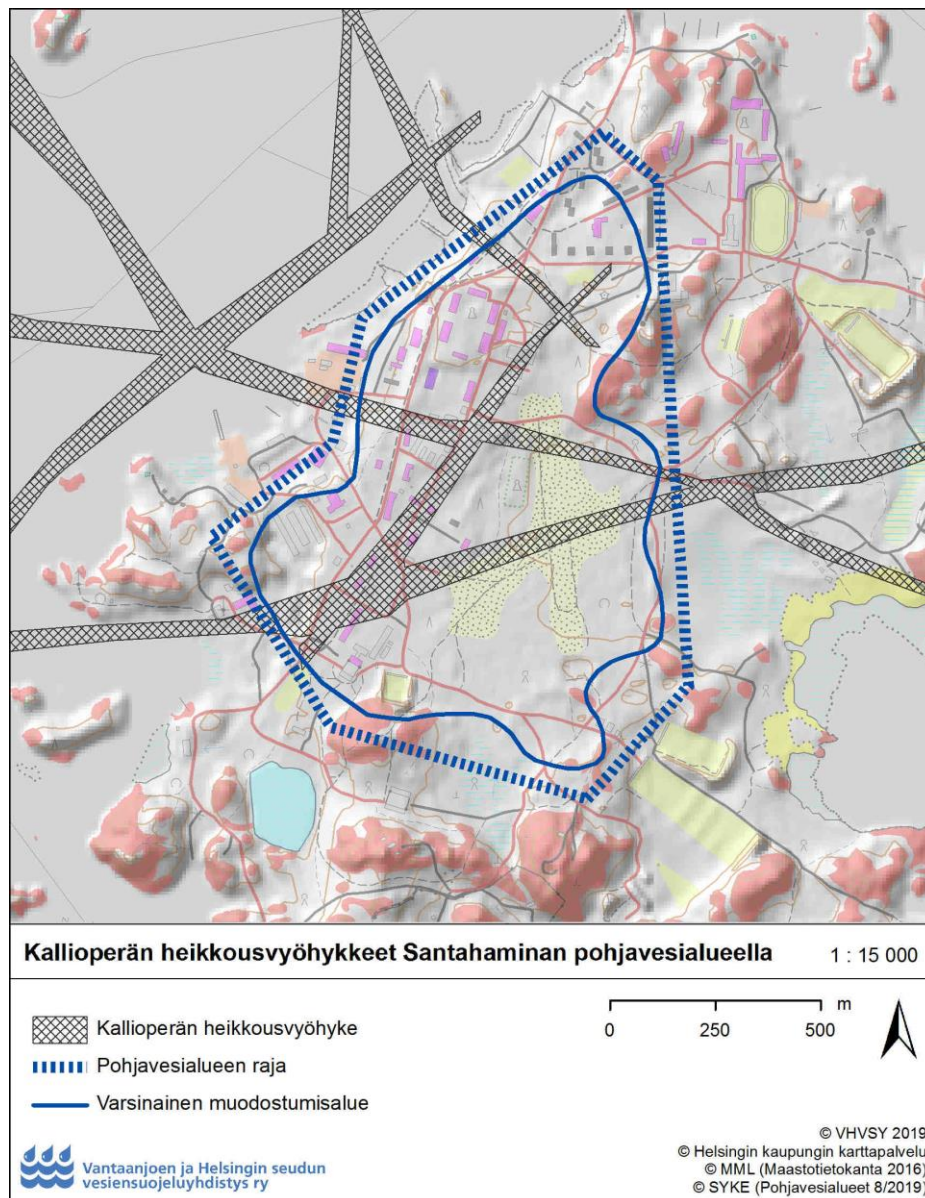 Kallioperän heikkousvyöhykkeet Santahaminan pohjavesialueella 1 : 15 000
Kallioperän heikkousvyöhyke
Pohjavesialueen raja
Varsinainen muodostumisalue
m
0 250 500
Vantaanjoen ja Helsingin seudun
vesiensuojeluyhdistys ry
© VHVSY 2019
© Helsingin kaupungin karttapalvelu
© MML (Maastotietokanta 2016)
© SYKE (Pohjavesialueet 8/2019)